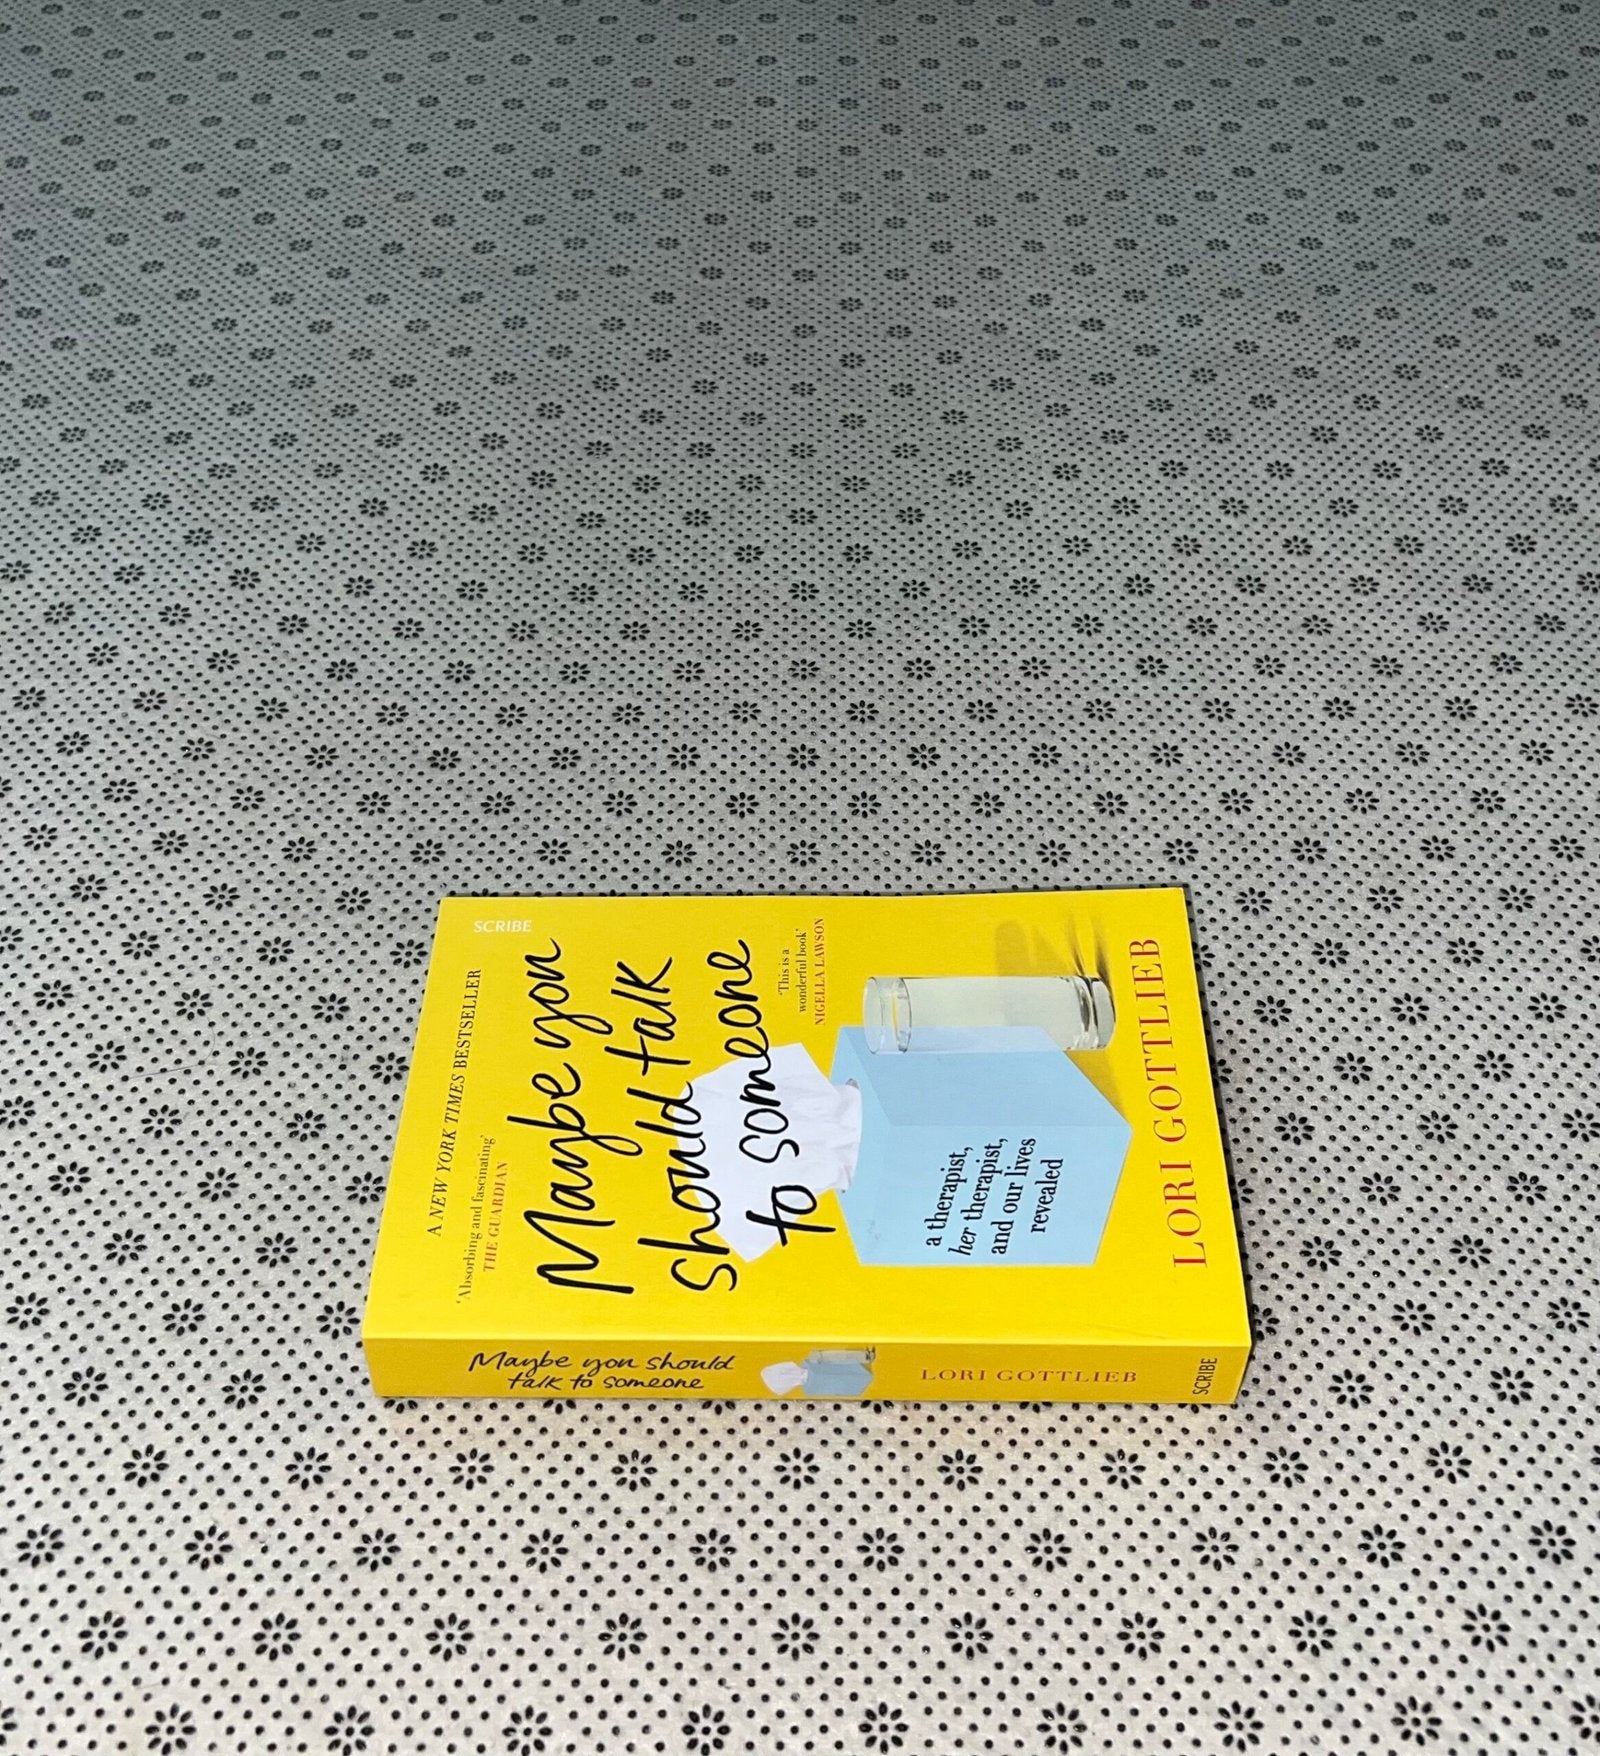 SCRIBE
A NEW YORK TIMES BESTSELLER
'Absorbing and fascinating'
THE GUARDIAN
Maybe you
should talk
to someone
'This is a
wonderful book'
NIGELLA LAWSON
a therapist,
her therapist,
and our lives
revealed
LORI GOTTLIEB
Maybe you should
talk to someone
LORI GOTTLIEB
SCRIBE